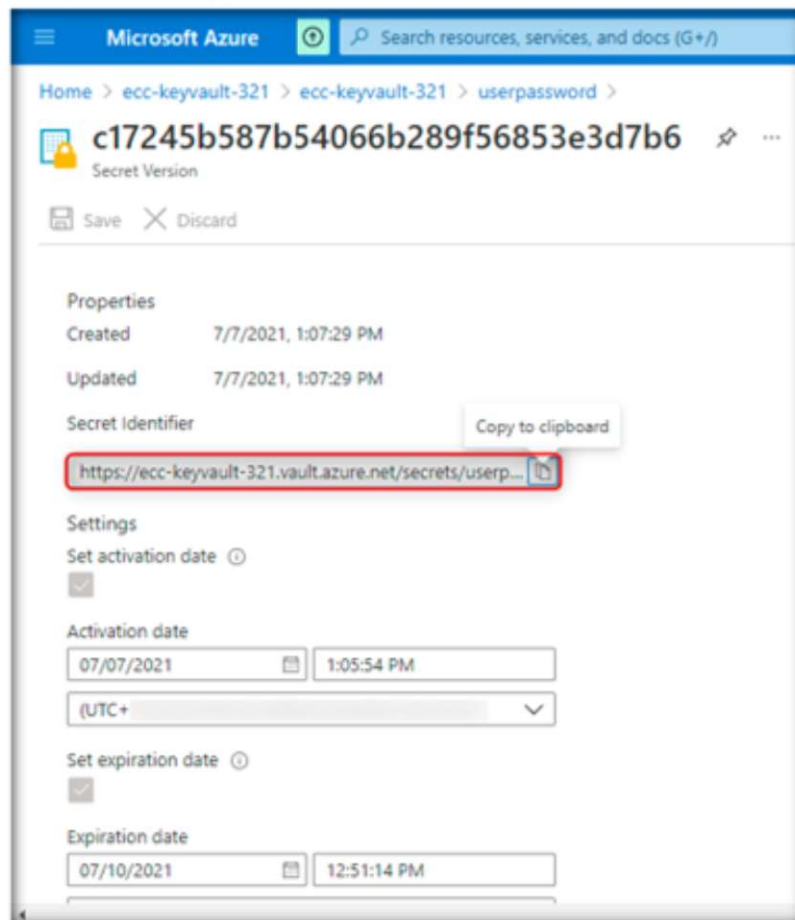 Microsoft Azure
Search resources, services, and docs (G+/)
Home > ecc-keyvault-321 > ecc-keyvault-321 > userpassword >
c17245b587b54066b289f56853e3d7b6 ...
Secret Version
Save Discard
Properties
Created 7/7/2021, 1:07:29 PM
Updated 7/7/2021, 1:07:29 PM
Secret Identifier
Copy to clipboard
https://ecc-keyvault-321.vault.azure.net/secrets/userp...
Settings
Set activation date
Activation date
07/07/2021 1:05:54 PM
(UTC+
Set expiration date
Expiration date
07/10/2021 12:51:14 PM